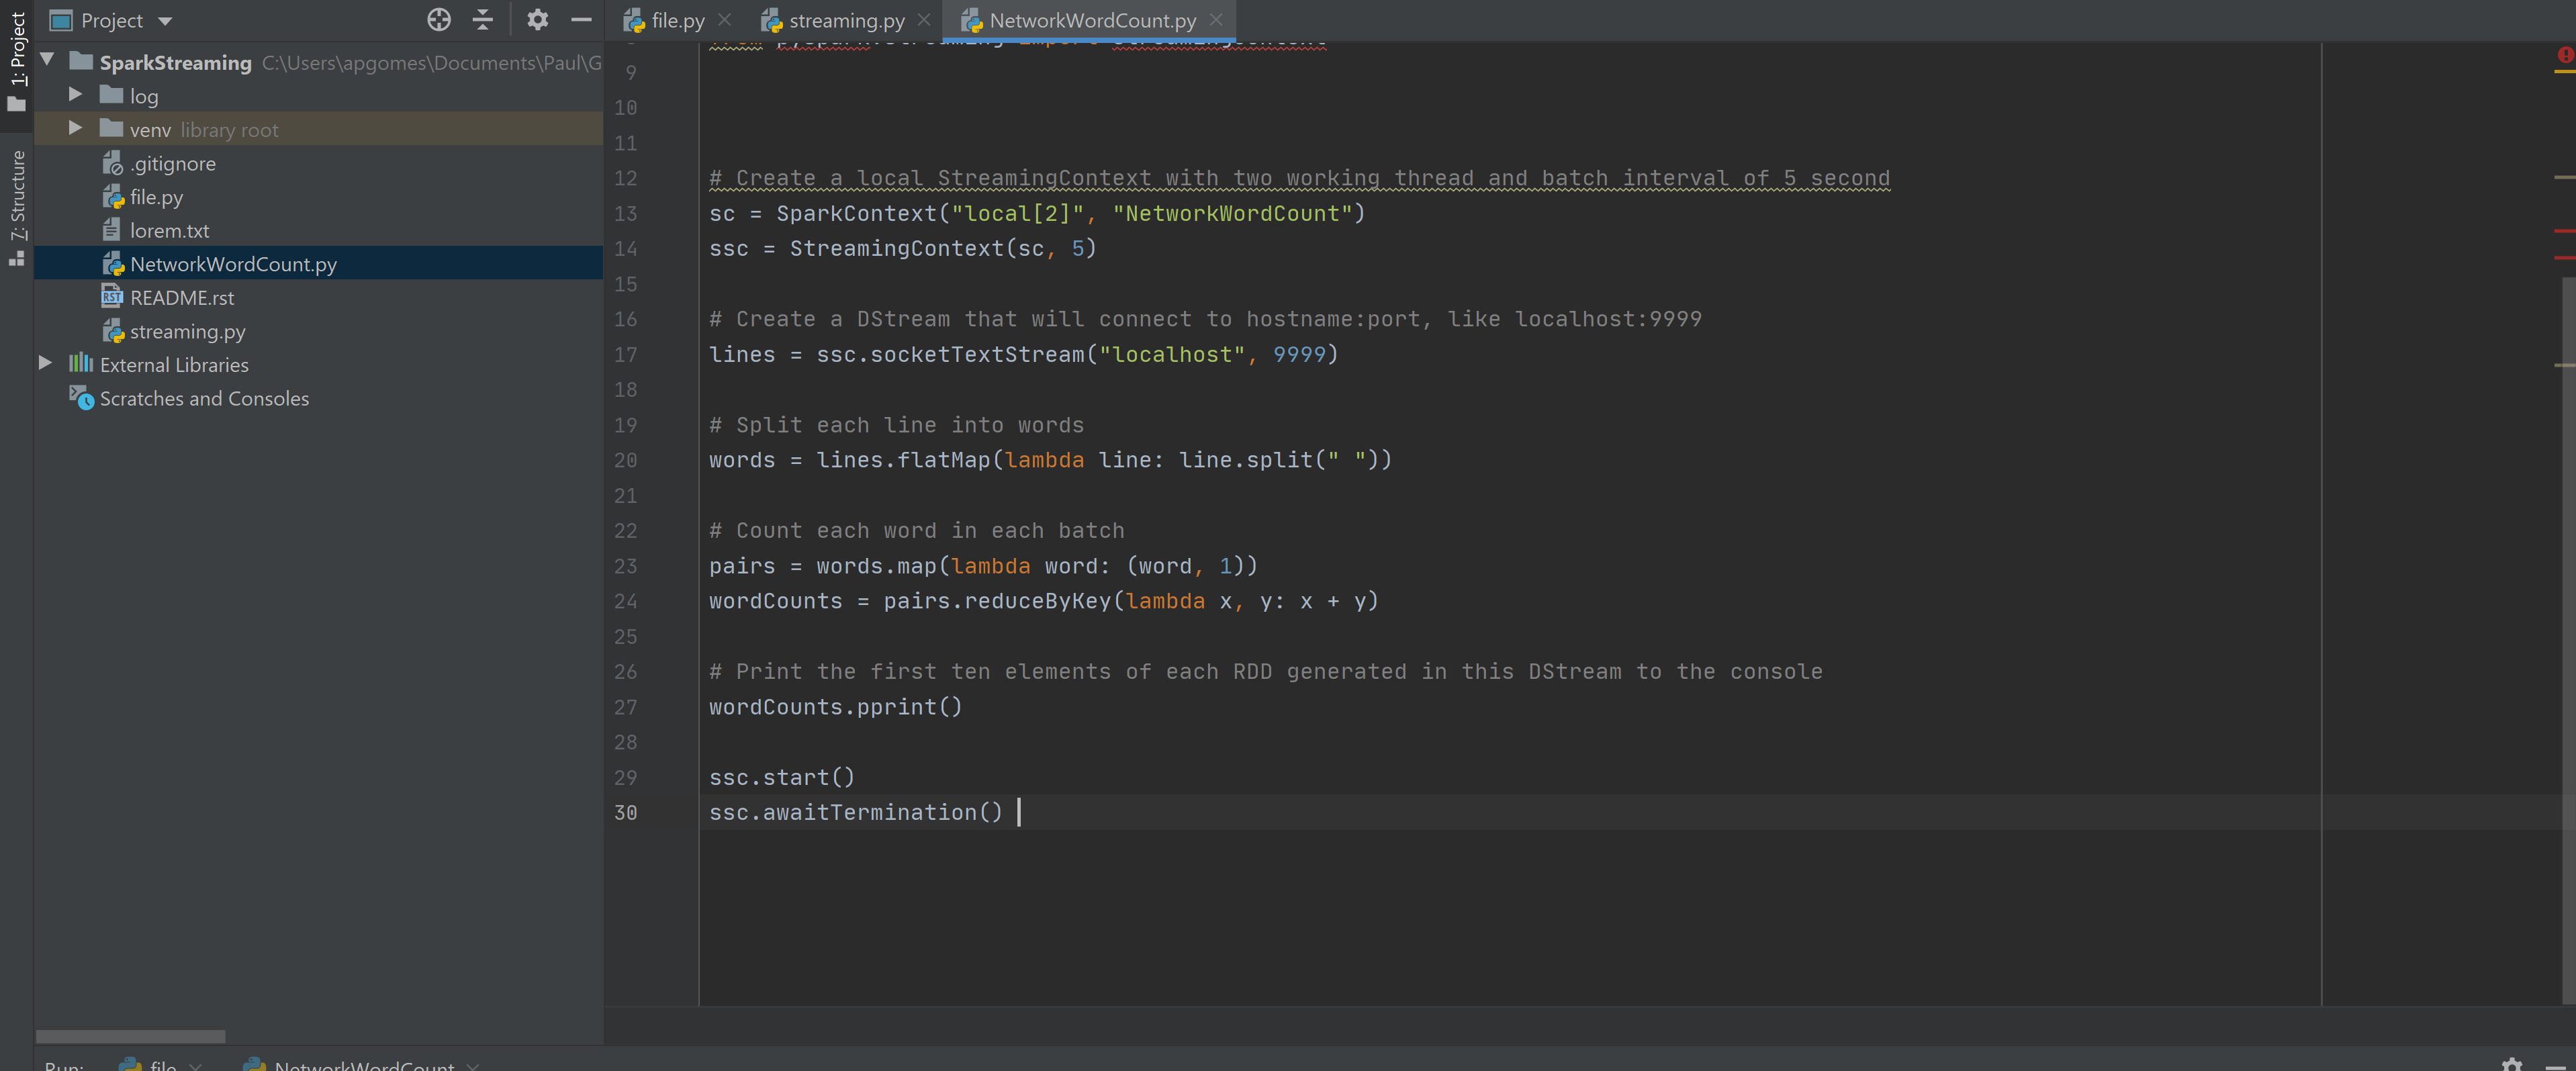 1: Project
7: Structure
Project
SparkStreaming C:\Users\apgomes\Documents\Paul\G
log
venv library root
.gitignore
file.py
lorem.txt
NetworkWordCount.py
README.rst
streaming.py
External Libraries
Scratches and Consoles
file.py streaming.py NetworkWordCount.py
from pyspark.streaming import StreamingContext
9
10
11
12 # Create a local StreamingContext with two working thread and batch interval of 5 second
13 sc = SparkContext("local[2]", "NetworkWordCount")
14 ssc = StreamingContext(sc, 5)
15
16 # Create a DStream that will connect to hostname:port, like localhost:9999
17 lines = ssc.socketTextStream("localhost", 9999)
18
19 # Split each line into words
20 words = lines.flatMap(lambda line: line.split(" "))
21
22 # Count each word in each batch
23 pairs = words.map(lambda word: (word, 1))
24 wordCounts = pairs.reduceByKey(lambda x, y: x + y)
25
26 # Print the first ten elements of each RDD generated in this DStream to the console
27 wordCounts.pprint()
28
29 ssc.start()
30 ssc.awaitTermination()
Run: file NetworkWordCount